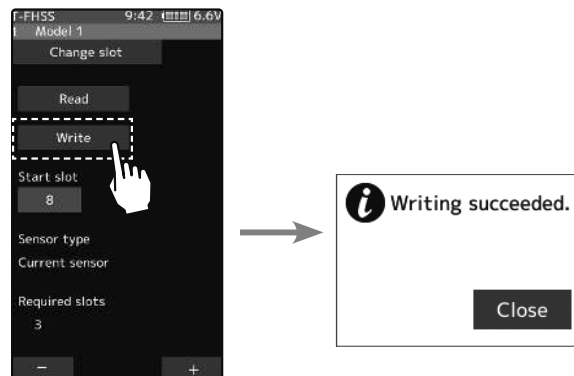 T-FHSS 9:42 6.6V
1 Model 1
Change slot
Read
Write
Start slot
8
Sensor type
Current sensor
Required slots
3
− +
i Writing succeeded.
Close